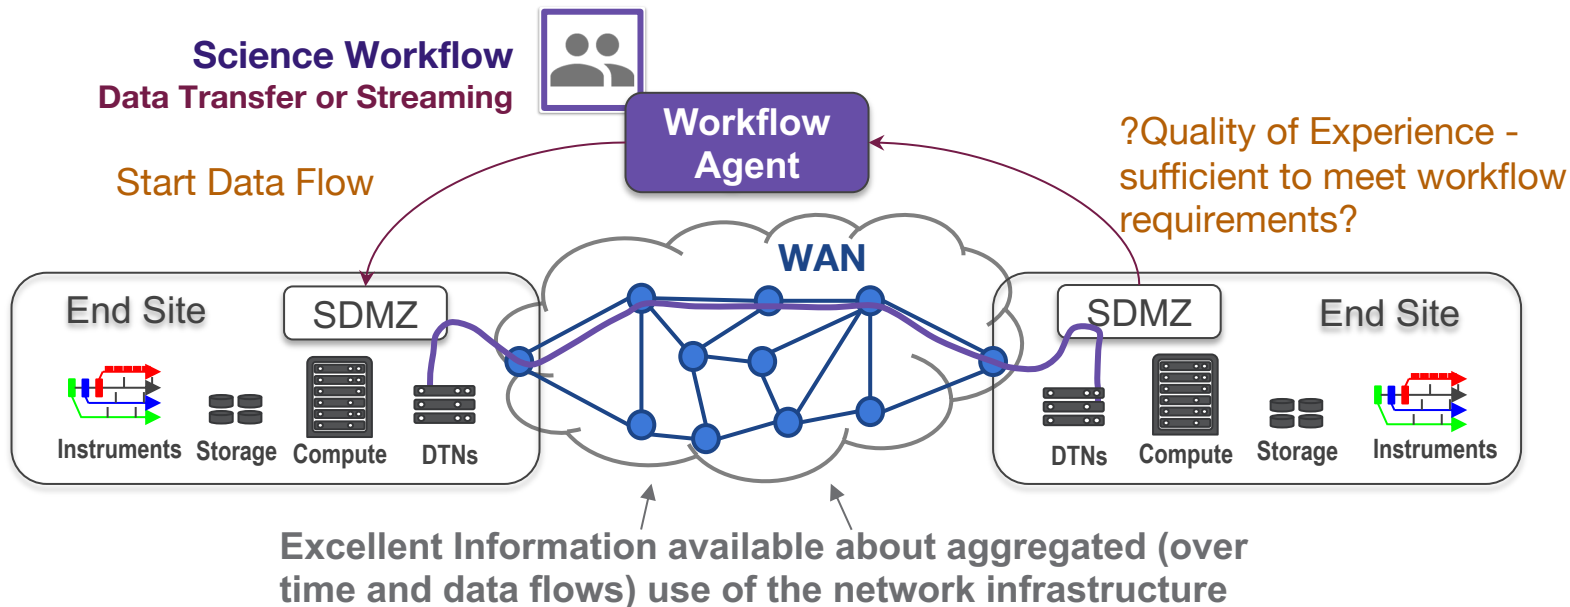 Science Workflow
Data Transfer or Streaming
Workflow
Agent
Start Data Flow
?Quality of Experience -
sufficient to meet workflow
requirements?
WAN
End Site
SDMZ
Instruments
Storage
Compute
DTNs
SDMZ
End Site
DTNs
Compute
Storage
Instruments
Excellent Information available about aggregated (over
time and data flows) use of the network infrastructure